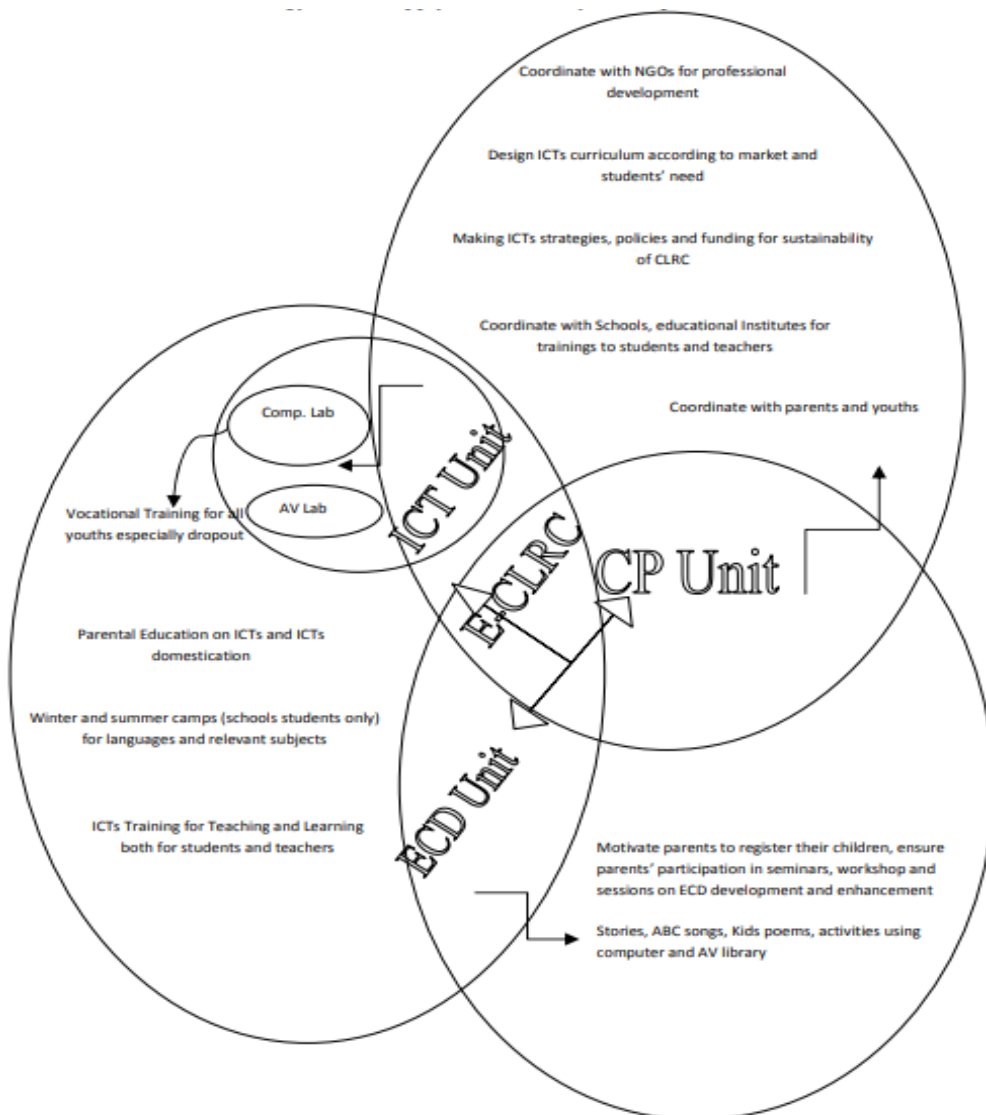 Coordinate with NGOs for professional
development
Design ICTs curriculum according to market and
students' need
Making ICTs strategies, policies and funding for sustainability
of CLRC
Coordinate with Schools, educational Institutes for
trainings to students and teachers
Coordinate with parents and youths
Comp. Lab
AV Lab
ICT Unit
Vocational Training for all
youths especially dropout
E!CLRC
CP Unit
Parental Education on ICTs and ICTs
domestication
Winter and summer camps (schools students only)
for languages and relevant subjects
ECD Unit
ICTs Training for Teaching and Learning
both for students and teachers
Motivate parents to register their children, ensure
parents' participation in seminars, workshop and
sessions on ECD development and enhancement
Stories, ABC songs, Kids poems, activities using
computer and AV library